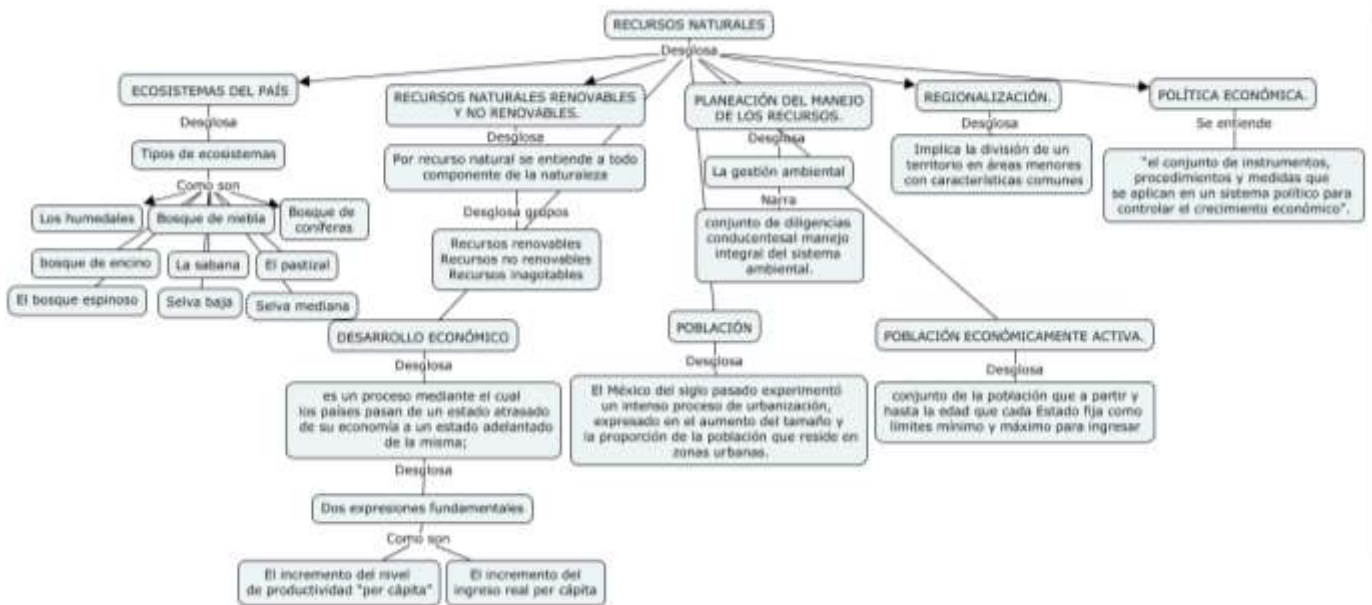 RECURSOS NATURALES
Desglosa
ECOSISTEMAS DEL PAÍS
Desglosa
Tipos de ecosistemas
Como son
Los humedales
Bosque de niebla
Bosque de
coníferas
bosque de encino
La sabana
El pastizal
El bosque espinoso
Selva baja
Selva mediana
RECURSOS NATURALES RENOVABLES
Y NO RENOVABLES.
Desglosa
Por recurso natural se entiende a todo
componente de la naturaleza
Desglosa grupos
Recursos renovables
Recursos no renovables
Recursos inagotables
DESARROLLO ECONÓMICO
Desglosa
es un proceso mediante el cual
los países pasan de un estado atrasado
de su economía a un estado adelantado
de la misma;
Desglosa
Dos expresiones fundamentales
Como son
El incremento del nivel
de productividad "per cápita"
El incremento del
ingreso real per cápita
PLANEACIÓN DEL MANEJO
DE LOS RECURSOS.
Desglosa
La gestión ambiental
Narra
conjunto de diligencias
conducentesal manejo
integral del sistema
ambiental.
POBLACIÓN
Desglosa
El México del siglo pasado experimentó
un intenso proceso de urbanización,
expresado en el aumento del tamaño y
la proporción de la población que reside en
zonas urbanas.
REGIONALIZACIÓN.
Desglosa
Implica la división de un
territorio en áreas menores
con características comunes
POBLACIÓN ECONÓMICAMENTE ACTIVA.
Desglosa
conjunto de la población que a partir y
hasta la edad que cada Estado fija como
límites mínimo y máximo para ingresar
POLÍTICA ECONÓMICA.
Se entiende
"el conjunto de instrumentos,
procedimientos y medidas que
se aplican en un sistema político para
controlar el crecimiento económico".